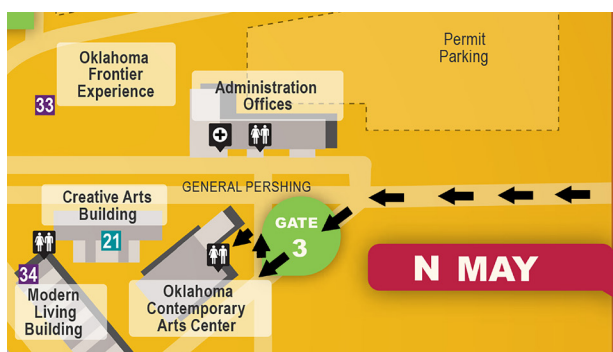 Permit
Parking
Oklahoma
Frontier
Experience
33
Administration
Offices
GENERAL PERSHING
Creative Arts
Building
21
GATE
3
N MAY
34
Modern
Living
Building
Oklahoma
Contemporary
Arts Center